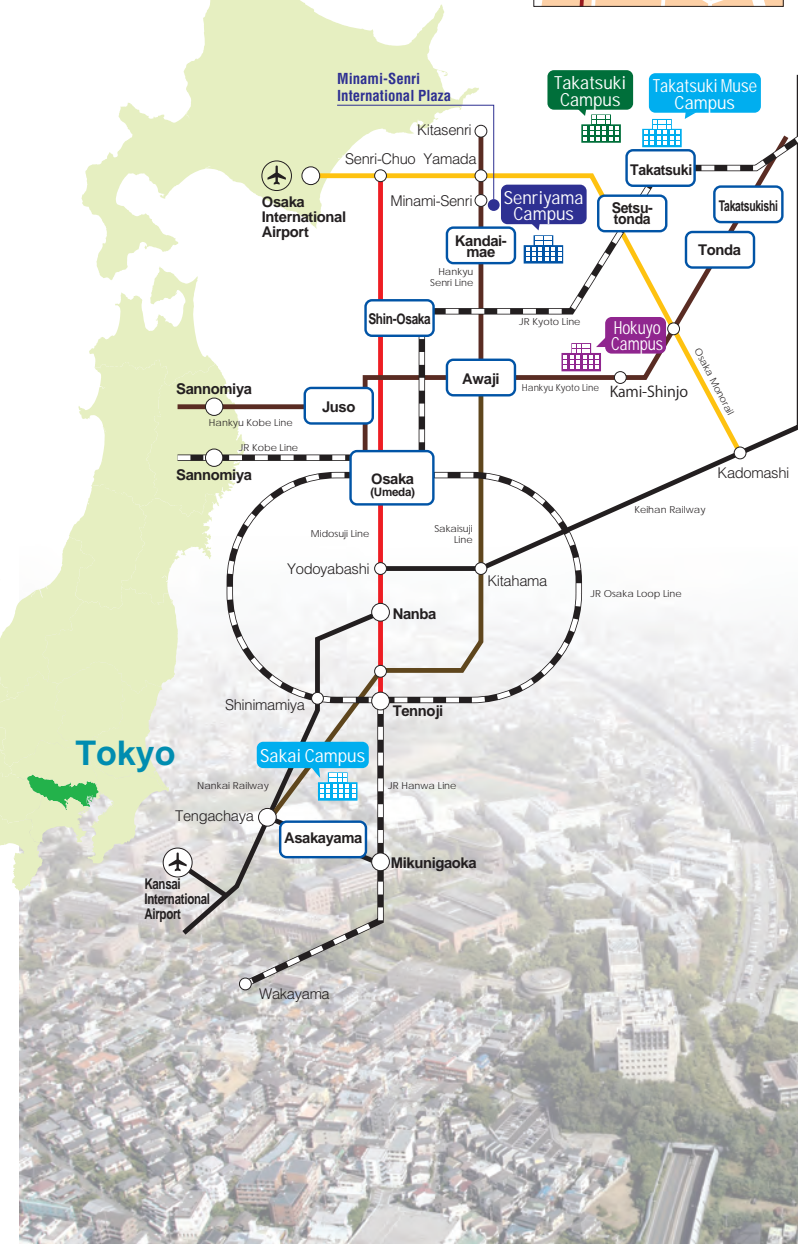 Minami-Senri
International Plaza
Takatsuki
Campus
Takatsuki Muse
Campus
Kitasenri
Senri-Chuo
Yamada
Takatsuki
Osaka
International
Airport
Minami-Senri
Senriyama
Campus
Setsu-
tonda
Takatsukishi
Kandai-
mae
Tonda
Hankyu
Senri Line
Shin-Osaka
JR Kyoto Line
Hokuyo
Campus
Osaka Monorail
Awaji
Hankyu Kyoto Line
Kami-Shinjo
Sannomiya
Juso
Hankyu Kobe Line
JR Kobe Line
Sannomiya
Osaka
(Umeda)
Kadomashi
Keihan Railway
Midosuji Line
Sakaisuji
Line
Yodoyabashi
Kitahama
JR Osaka Loop Line
Nanba
Shinimamiya
Tennoji
Tokyo
Sakai Campus
Nankai Railway
JR Hanwa Line
Tengachaya
Asakayama
Mikunigaoka
Kansai
International
Airport
Wakayama